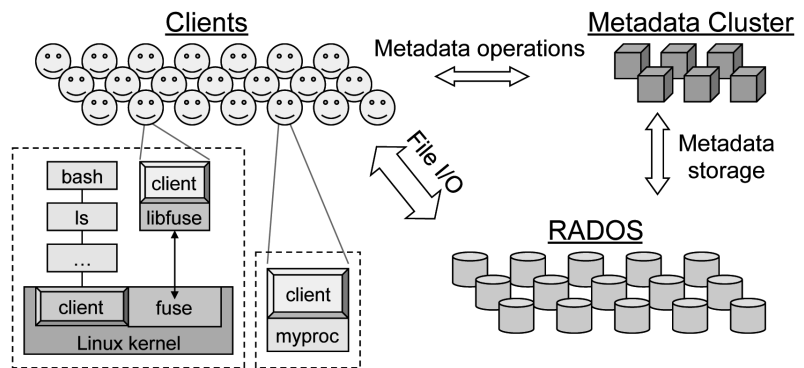 Clients
Metadata Cluster
Metadata operations
File I/O
Metadata
storage
RADOS
bash
ls
...
client
libfuse
client
fuse
Linux kernel
client
myproc